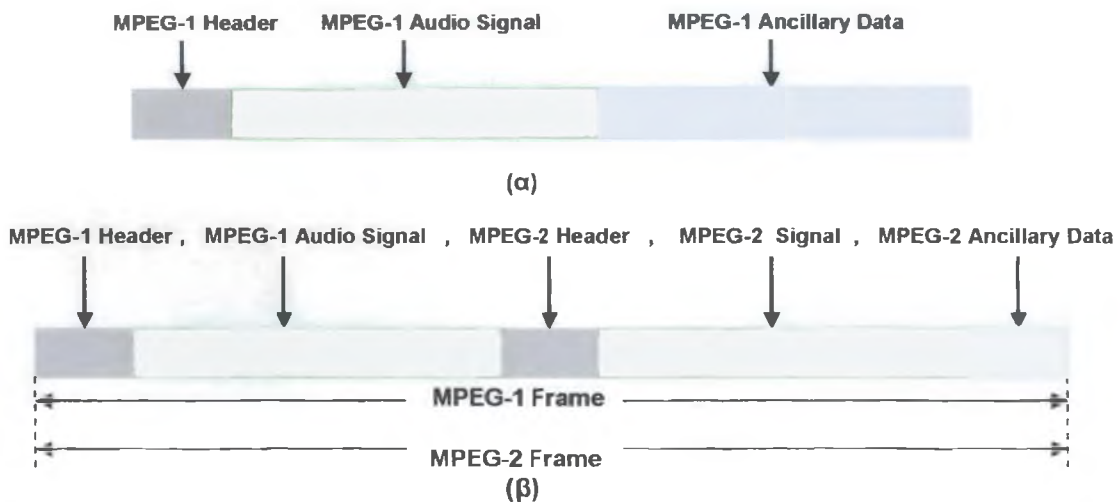 MPEG-1 Header MPEG-1 Audio Signal MPEG-1 Ancillary Data
(α)
MPEG-1 Header , MPEG-1 Audio Signal , MPEG-2 Header , MPEG-2 Signal , MPEG-2 Ancillary Data
MPEG-1 Frame
MPEG-2 Frame
(β)